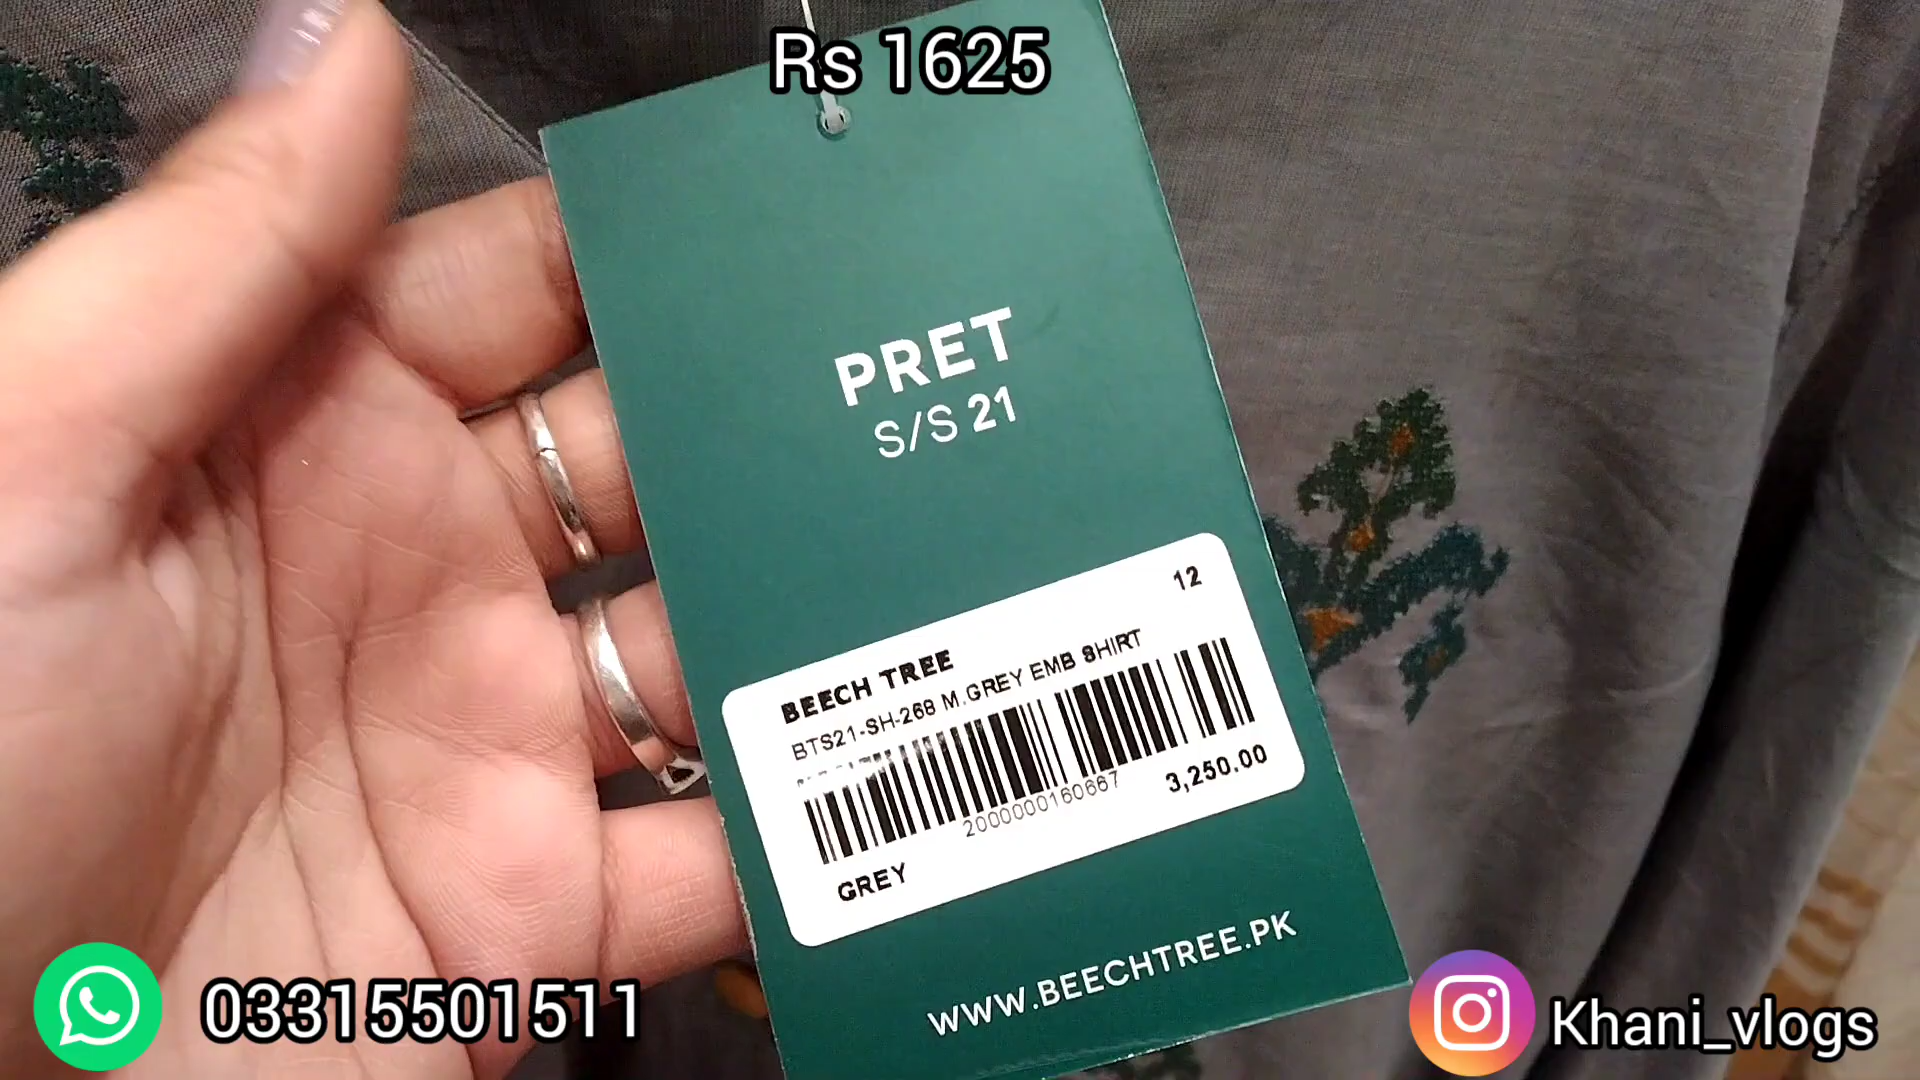 Rs 1625
PRET
S/S 21
12
BEECH TREE
BTS21-SH-268 M.GREY EMB SHIRT
2000000160667
3,250.00
GREY
WWW.BEECHTREE.PK
03315501511
Khani_vlogs